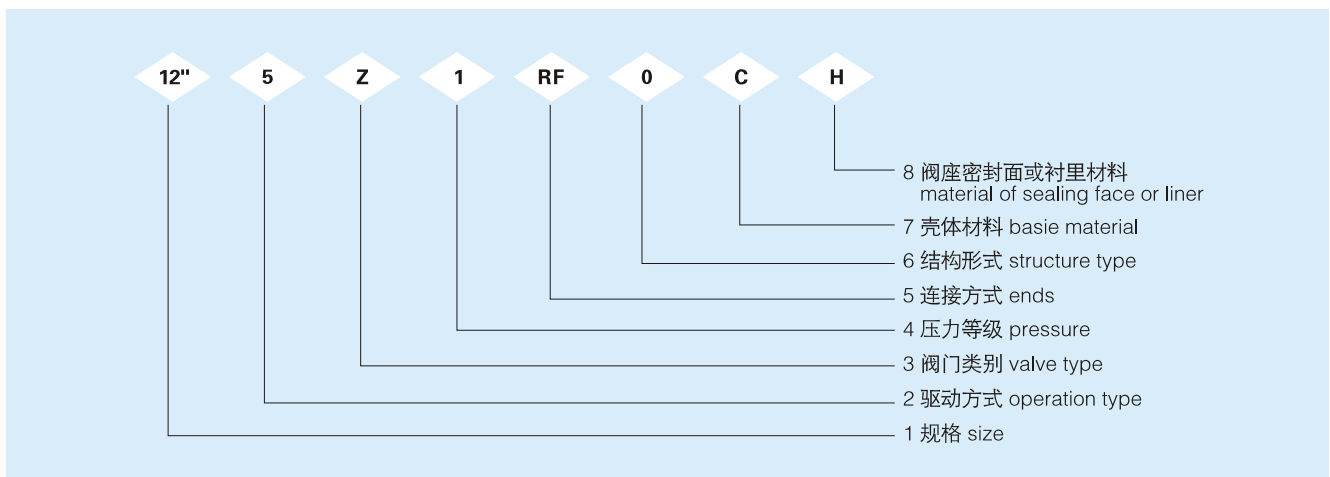 12" 5 Z 1 RF 0 C H
8 阀座密封面或衬里材料
material of sealing face or liner
7 壳体材料 basie material
6 结构形式 structure type
5 连接方式 ends
4 压力等级 pressure
3 阀门类别 valve type
2 驱动方式 operation type
1 规格 size